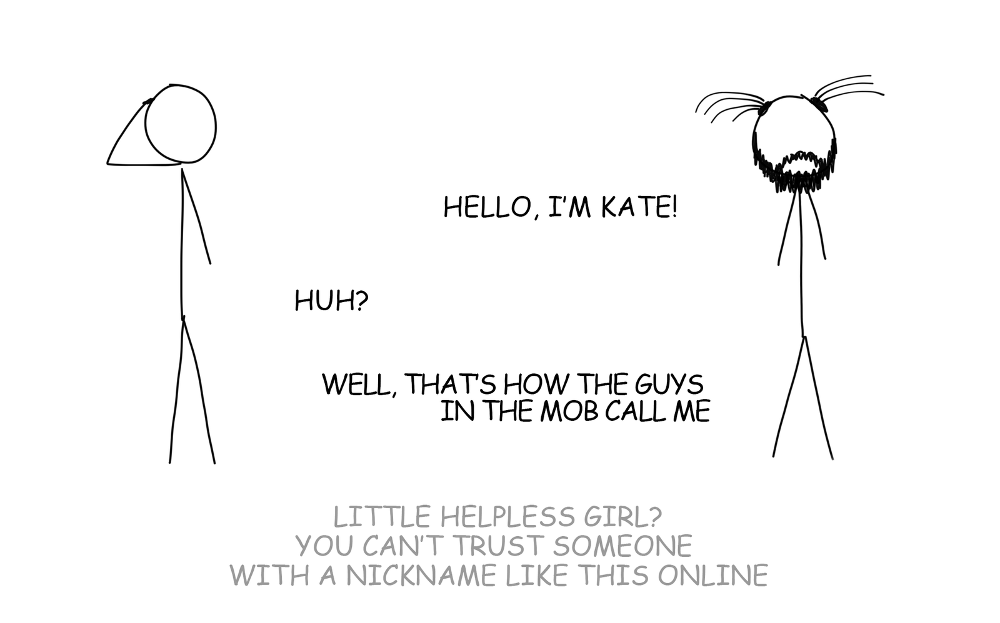 HELLO, I'M KATE!
HUH?
WELL, THAT'S HOW THE GUYS
IN THE MOB CALL ME
LITTLE HELPLESS GIRL?
YOU CAN'T TRUST SOMEONE
WITH A NICKNAME LIKE THIS ONLINE